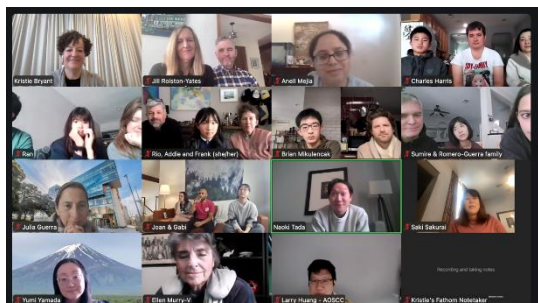 Kristie Bryant
Jill Rolston-Yates
Aneli Mejia
Charles Harris
Ran
Rio, Addie and Frank (she/her)
Brian Mikulencak
Sumire & Romero-Guerra family
Julia Guerra
Joan & Gabi
Naoki Tada
Saki Sakurai
Yumi Yamada
Ellen Murry-V
Larry Huang - AOSCC
Recording and taking notes
Kristie's Fathom Notetaker